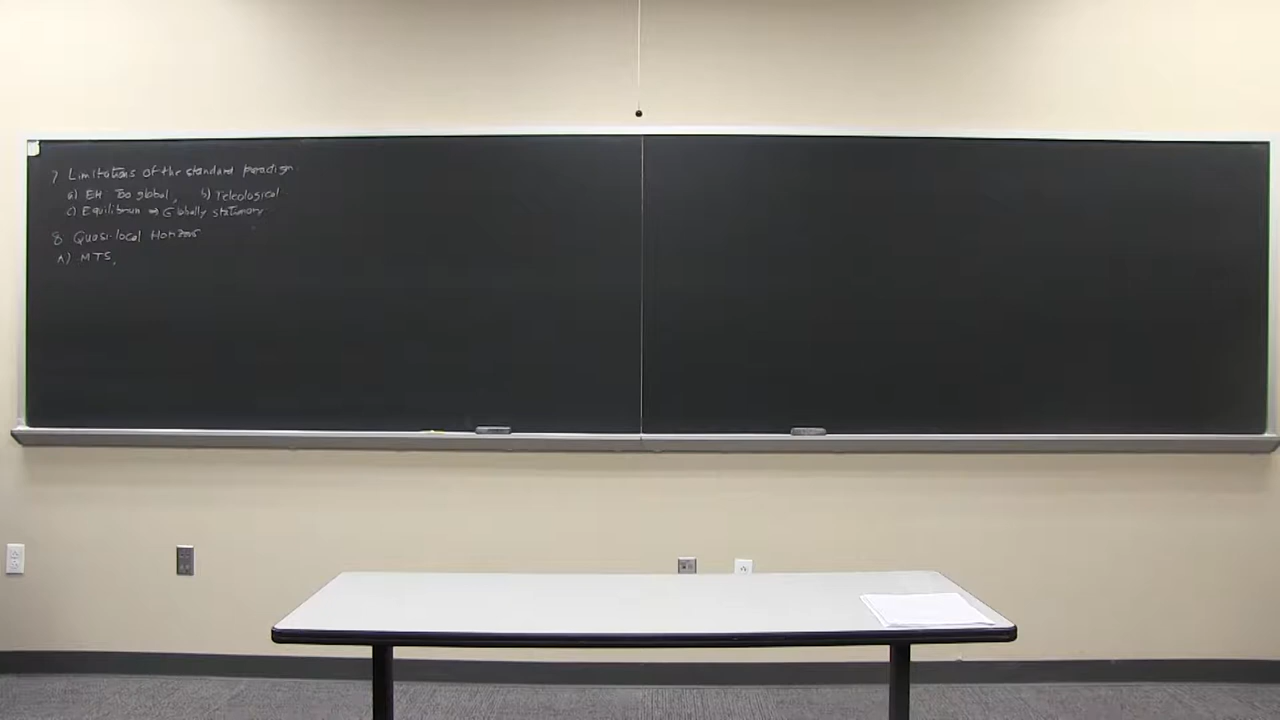 7 Limitations of the standard paradigm
a) EH: Too global, b) Teleological
c) Equilibrium ⇒ Globally stationary
8 Quasi-local Horizons
A) MTS,